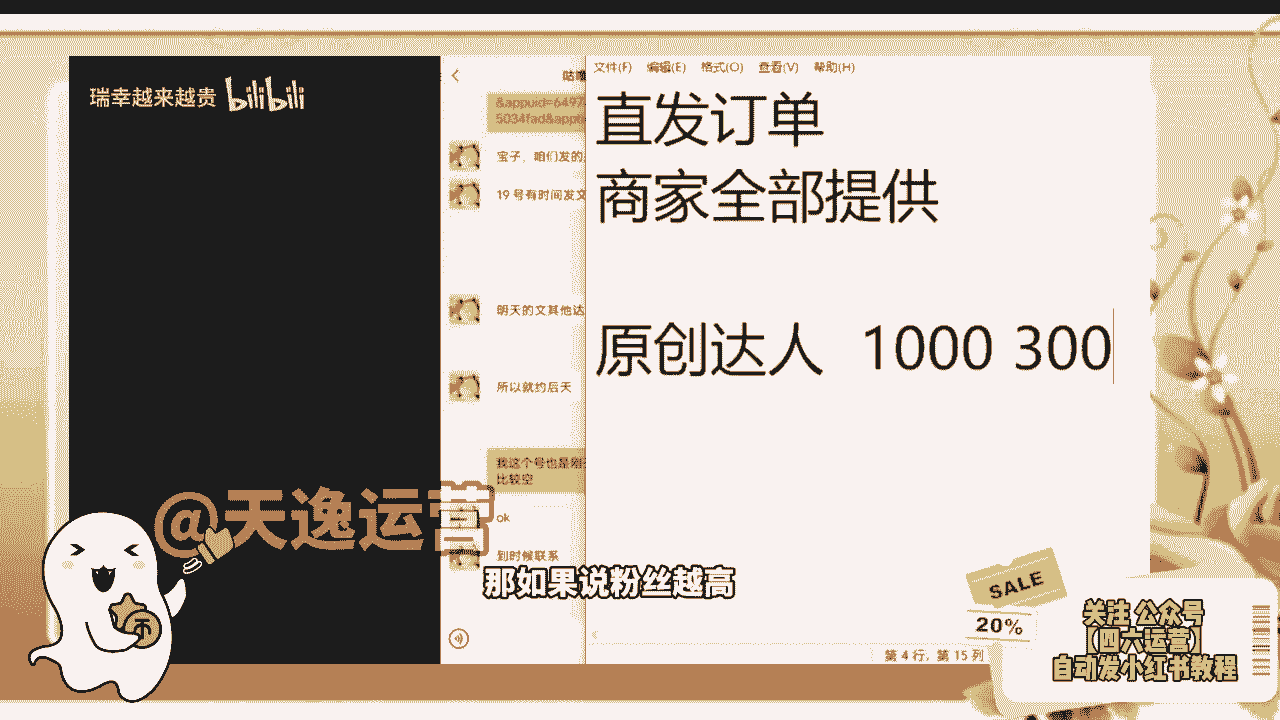 瑞幸越来越贵 bilibili
文件(F) 编辑(E) 格式(O) 查看(V) 帮助(H)
直发订单
商家全部提供
原创达人 1000 300
第 4 行，第 15 列
咕噜
&appuid=6497
5034fad&appti
宝子，咱们发的
19 号有时间发文
明天的文其他达
所以就约后天
我这个号也是刚
比较空
ok
到时候联系
@天逸运营
那如果说粉丝越高
SALE
20%
关注 公众号
【四六运营】
自动发小红书教程